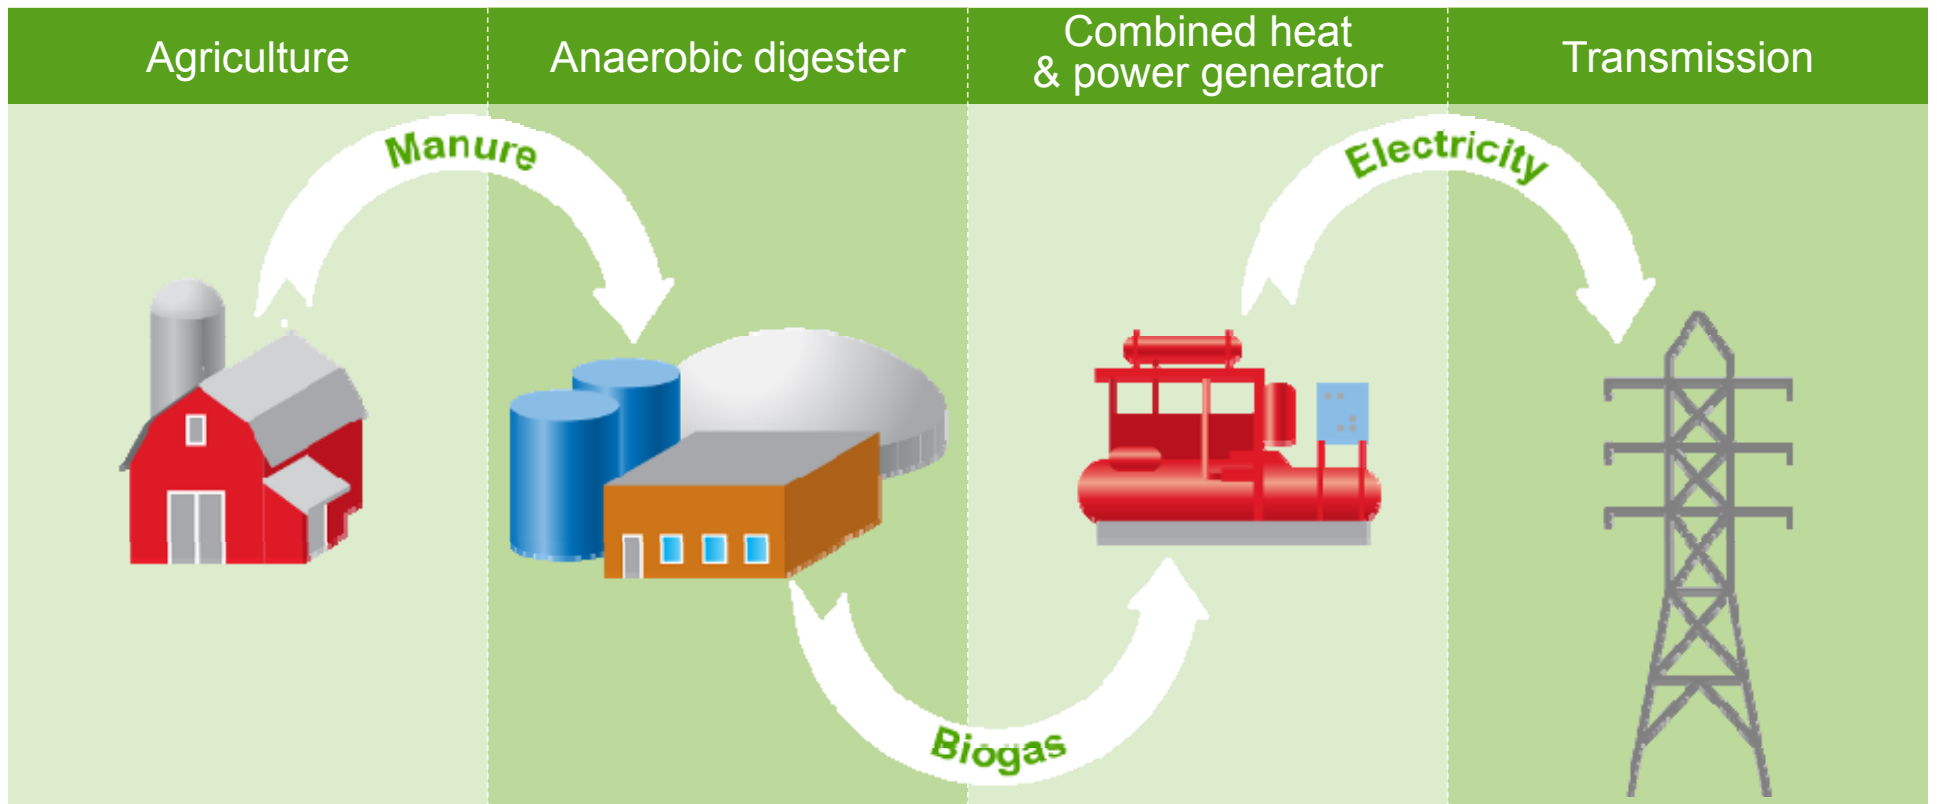 Agriculture
Anaerobic digester
Combined heat
& power generator
Transmission
Manure
Electricity
Biogas